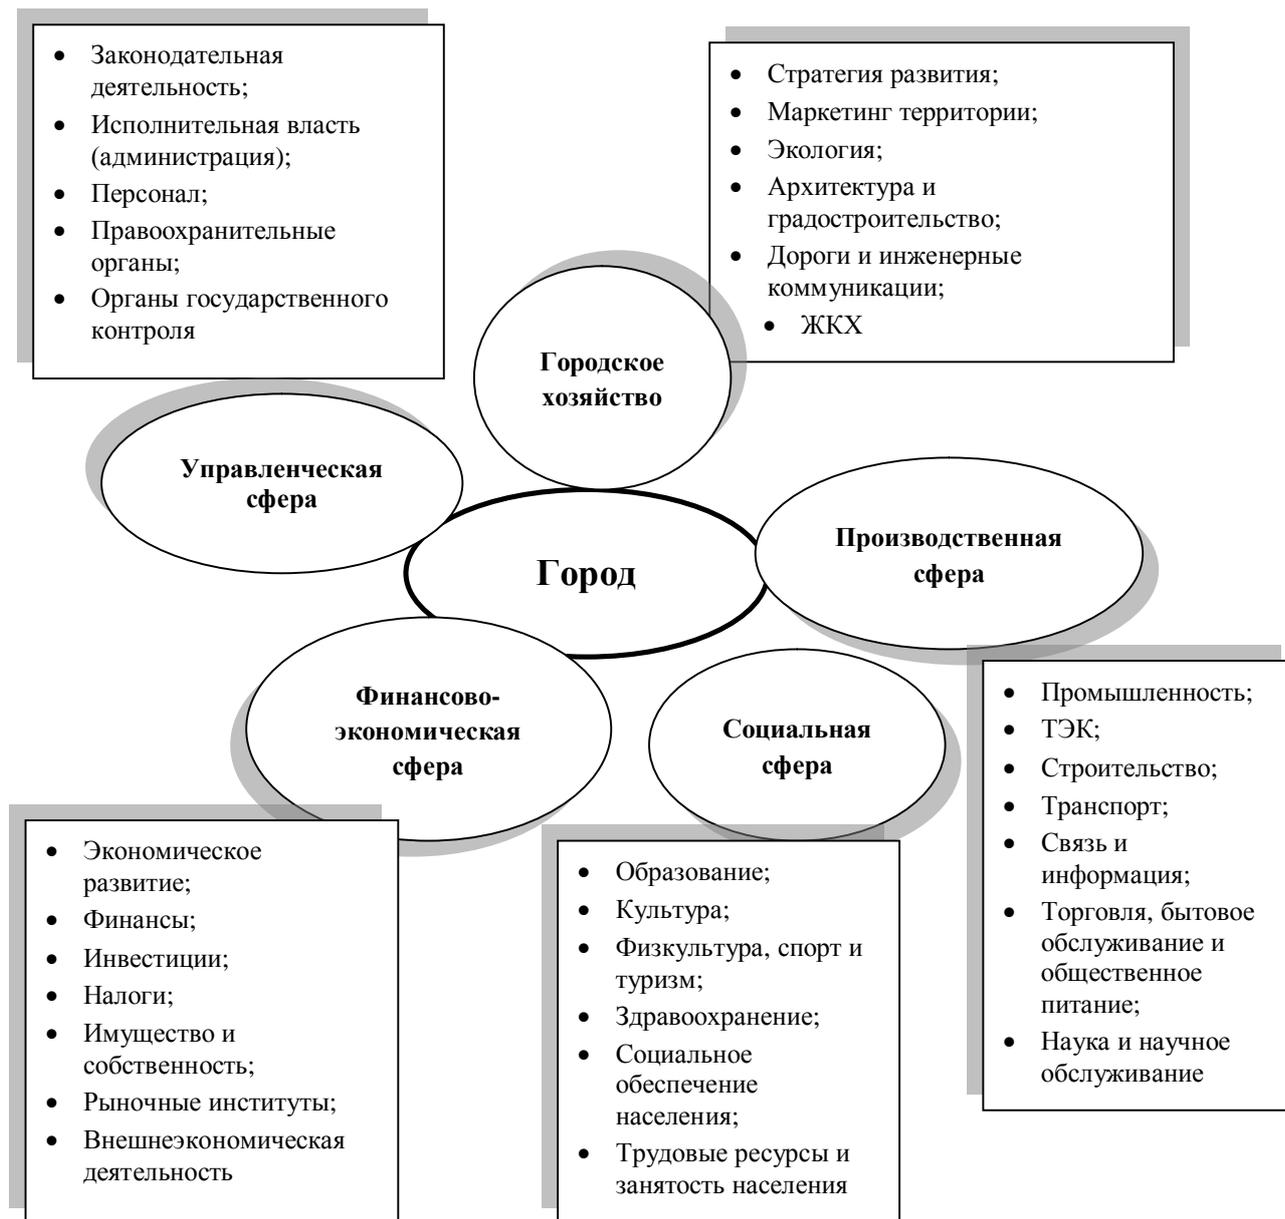 • Законодательная
деятельность;
• Исполнительная власть
(администрация);
• Персонал;
• Правоохранительные
органы;
• Органы государственного
контроля
• Стратегия развития;
• Маркетинг территории;
• Экология;
• Архитектура и
градостроительство;
• Дороги и инженерные
коммуникации;
• ЖКХ
Городское
хозяйство
Управленческая
сфера
Производственная
сфера
Город
Финансово-
экономическая
сфера
Социальная
сфера
• Экономическое
развитие;
• Финансы;
• Инвестиции;
• Налоги;
• Имущество и
собственность;
• Рыночные институты;
• Внешнеэкономическая
деятельность
• Образование;
• Культура;
• Физкультура, спорт и
туризм;
• Здравоохранение;
• Социальное
обеспечение
населения;
• Трудовые ресурсы и
занятость населения
• Промышленность;
• ТЭК;
• Строительство;
• Транспорт;
• Связь и
информация;
• Торговля, бытовое
обслуживание и
общественное
питание;
• Наука и научное
обслуживание